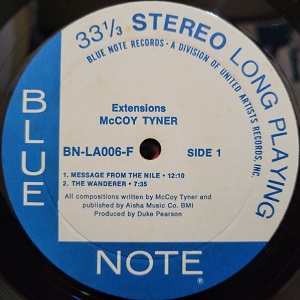 33⅓ STEREO LONG PLAYING
BLUE NOTE RECORDS • A DIVISION OF UNITED ARTISTS RECORDS, INC.
BLUE
Extensions
McCOY TYNER
BN-LA006-F SIDE 1
1. MESSAGE FROM THE NILE • 12:10
2. THE WANDERER • 7:35
All compositions written by McCoy Tyner and
published by Aisha Music Co. BMI
Produced by Duke Pearson
NOTE ®